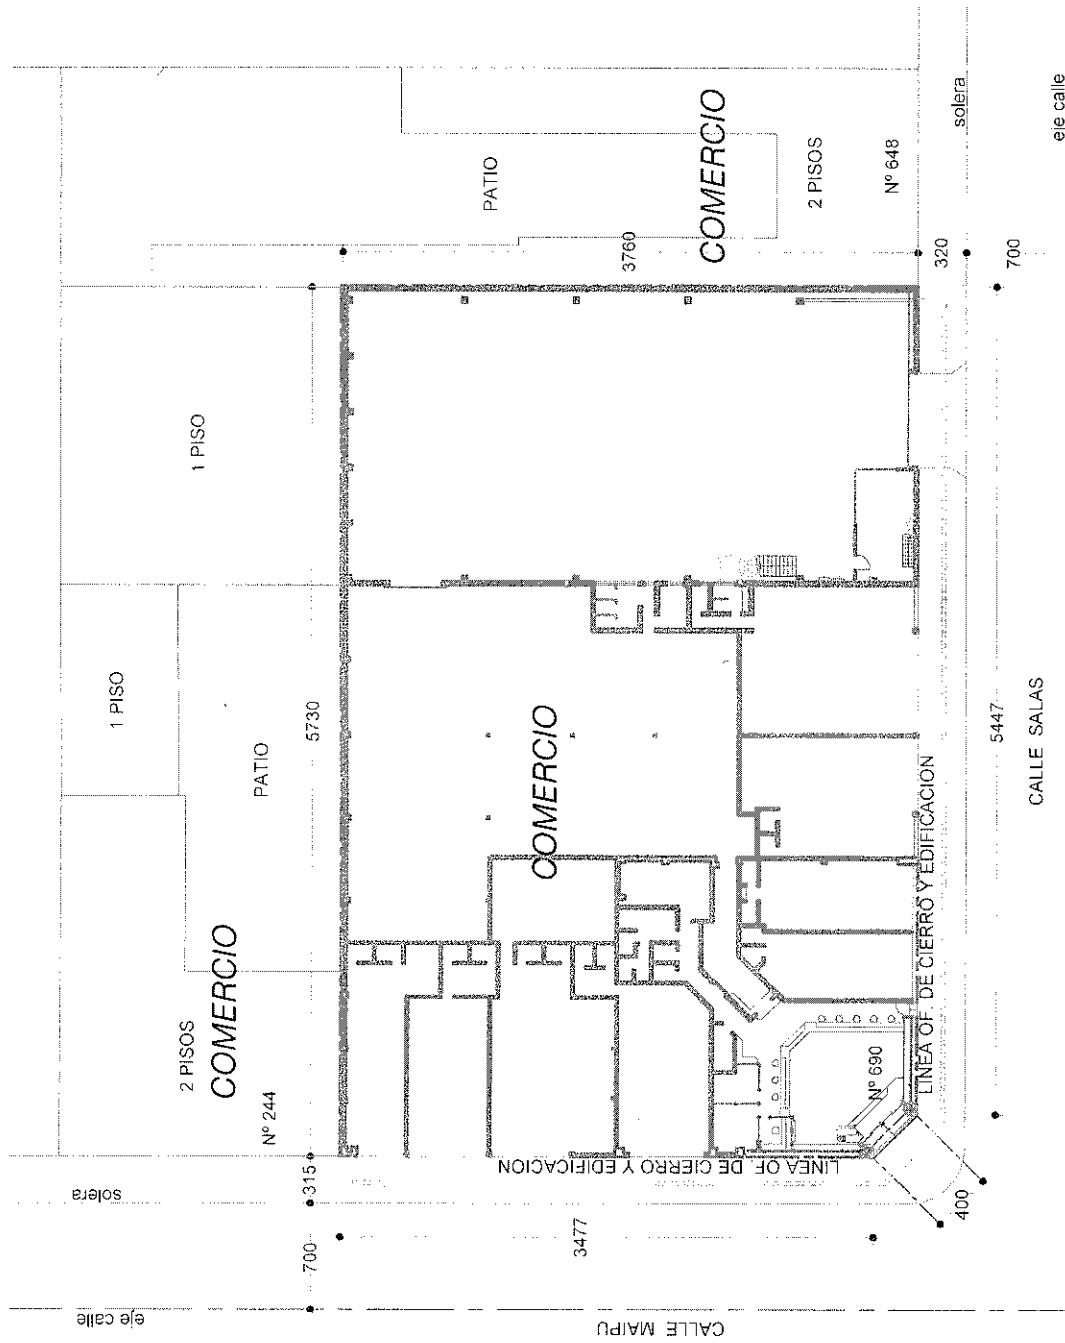 solera
eje calle
PATIO
COMERCIO
2 PISOS
Nº 648
3760
320
700
1 PISO
1 PISO
5730
PATIO
COMERCIO
5447
CALLE SALAS
LINEA OF. DE CIERRO Y EDIFICACION
2 PISOS
COMERCIO
Nº 244
Nº 690
LINEA OF. DE CIERRO Y EDIFICACION
solera
315
3477
400
700
eje calle
CALLE MAIPU